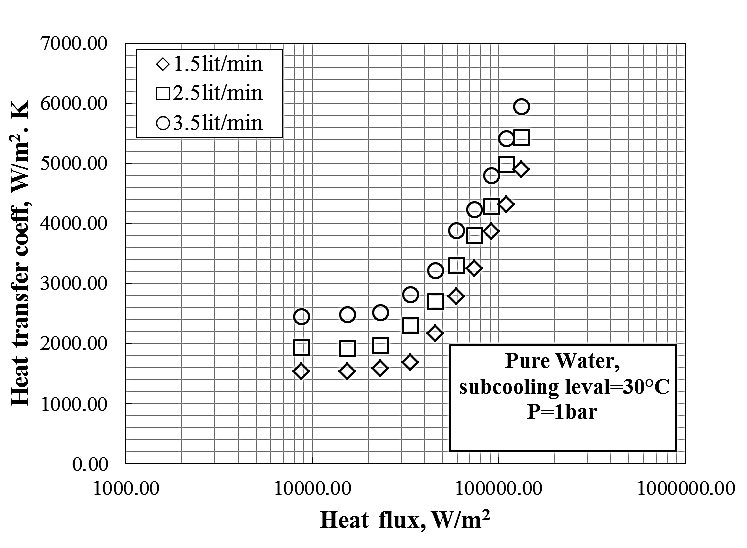 7000.00
6000.00
5000.00
4000.00
3000.00
2000.00
1000.00
0.00
Heat transfer coeff, W/m². K
1.5lit/min
2.5lit/min
3.5lit/min
Pure Water,
subcooling leval=30°C
P=1bar
1000.00 10000.00 100000.00 1000000.00
Heat flux, W/m²